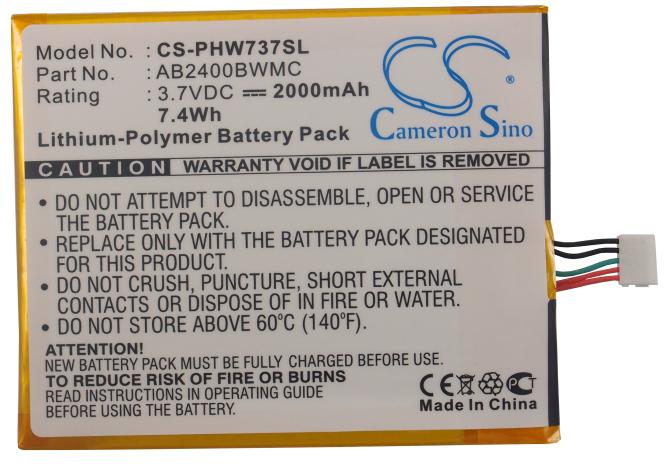 Model No. : CS-PHW737SL
Part No. : AB2400BWMC
Rating : 3.7VDC ⎓ 2000mAh
7.4Wh
Lithium-Polymer Battery Pack
CS
Cameron Sino
CAUTION WARRANTY VOID IF LABEL IS REMOVED
• DO NOT ATTEMPT TO DISASSEMBLE, OPEN OR SERVICE
THE BATTERY PACK.
• REPLACE ONLY WITH THE BATTERY PACK DESIGNATED
FOR THIS PRODUCT.
• DO NOT CRUSH, PUNCTURE, SHORT EXTERNAL
CONTACTS OR DISPOSE OF IN FIRE OR WATER.
• DO NOT STORE ABOVE 60°C (140°F).
ATTENTION!
NEW BATTERY PACK MUST BE FULLY CHARGED BEFORE USE
TO REDUCE RISK OF FIRE OR BURNS
READ INSTRUCTIONS IN OPERATING GUIDE
BEFORE USE.
CE PCT
Made In China